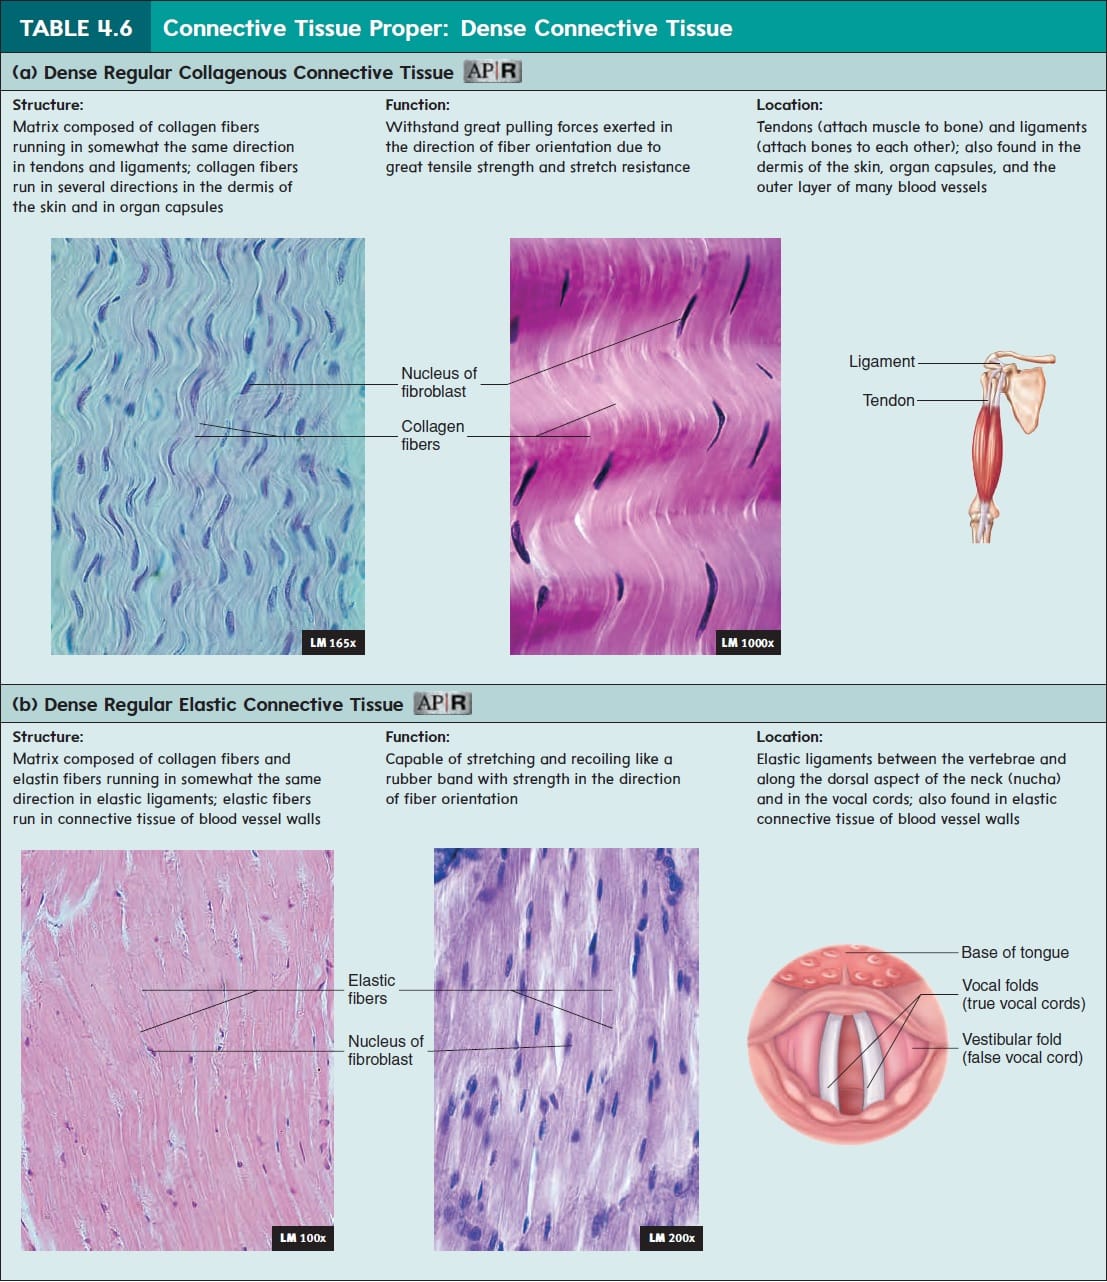 TABLE 4.6 Connective Tissue Proper: Dense Connective Tissue
(a) Dense Regular Collagenous Connective Tissue AP|R
Structure:
Matrix composed of collagen fibers
running in somewhat the same direction
in tendons and ligaments; collagen fibers
run in several directions in the dermis of
the skin and in organ capsules
Function:
Withstand great pulling forces exerted in
the direction of fiber orientation due to
great tensile strength and stretch resistance
Location:
Tendons (attach muscle to bone) and ligaments
(attach bones to each other); also found in the
dermis of the skin, organ capsules, and the
outer layer of many blood vessels
Nucleus of
fibroblast
Collagen
fibers
Ligament
Tendon
LM 165x
LM 1000x
(b) Dense Regular Elastic Connective Tissue AP|R
Structure:
Matrix composed of collagen fibers and
elastin fibers running in somewhat the same
direction in elastic ligaments; elastic fibers
run in connective tissue of blood vessel walls
Function:
Capable of stretching and recoiling like a
rubber band with strength in the direction
of fiber orientation
Location:
Elastic ligaments between the vertebrae and
along the dorsal aspect of the neck (nucha)
and in the vocal cords; also found in elastic
connective tissue of blood vessel walls
Elastic
fibers
Nucleus of
fibroblast
Base of tongue
Vocal folds
(true vocal cords)
Vestibular fold
(false vocal cord)
LM 100x
LM 200x